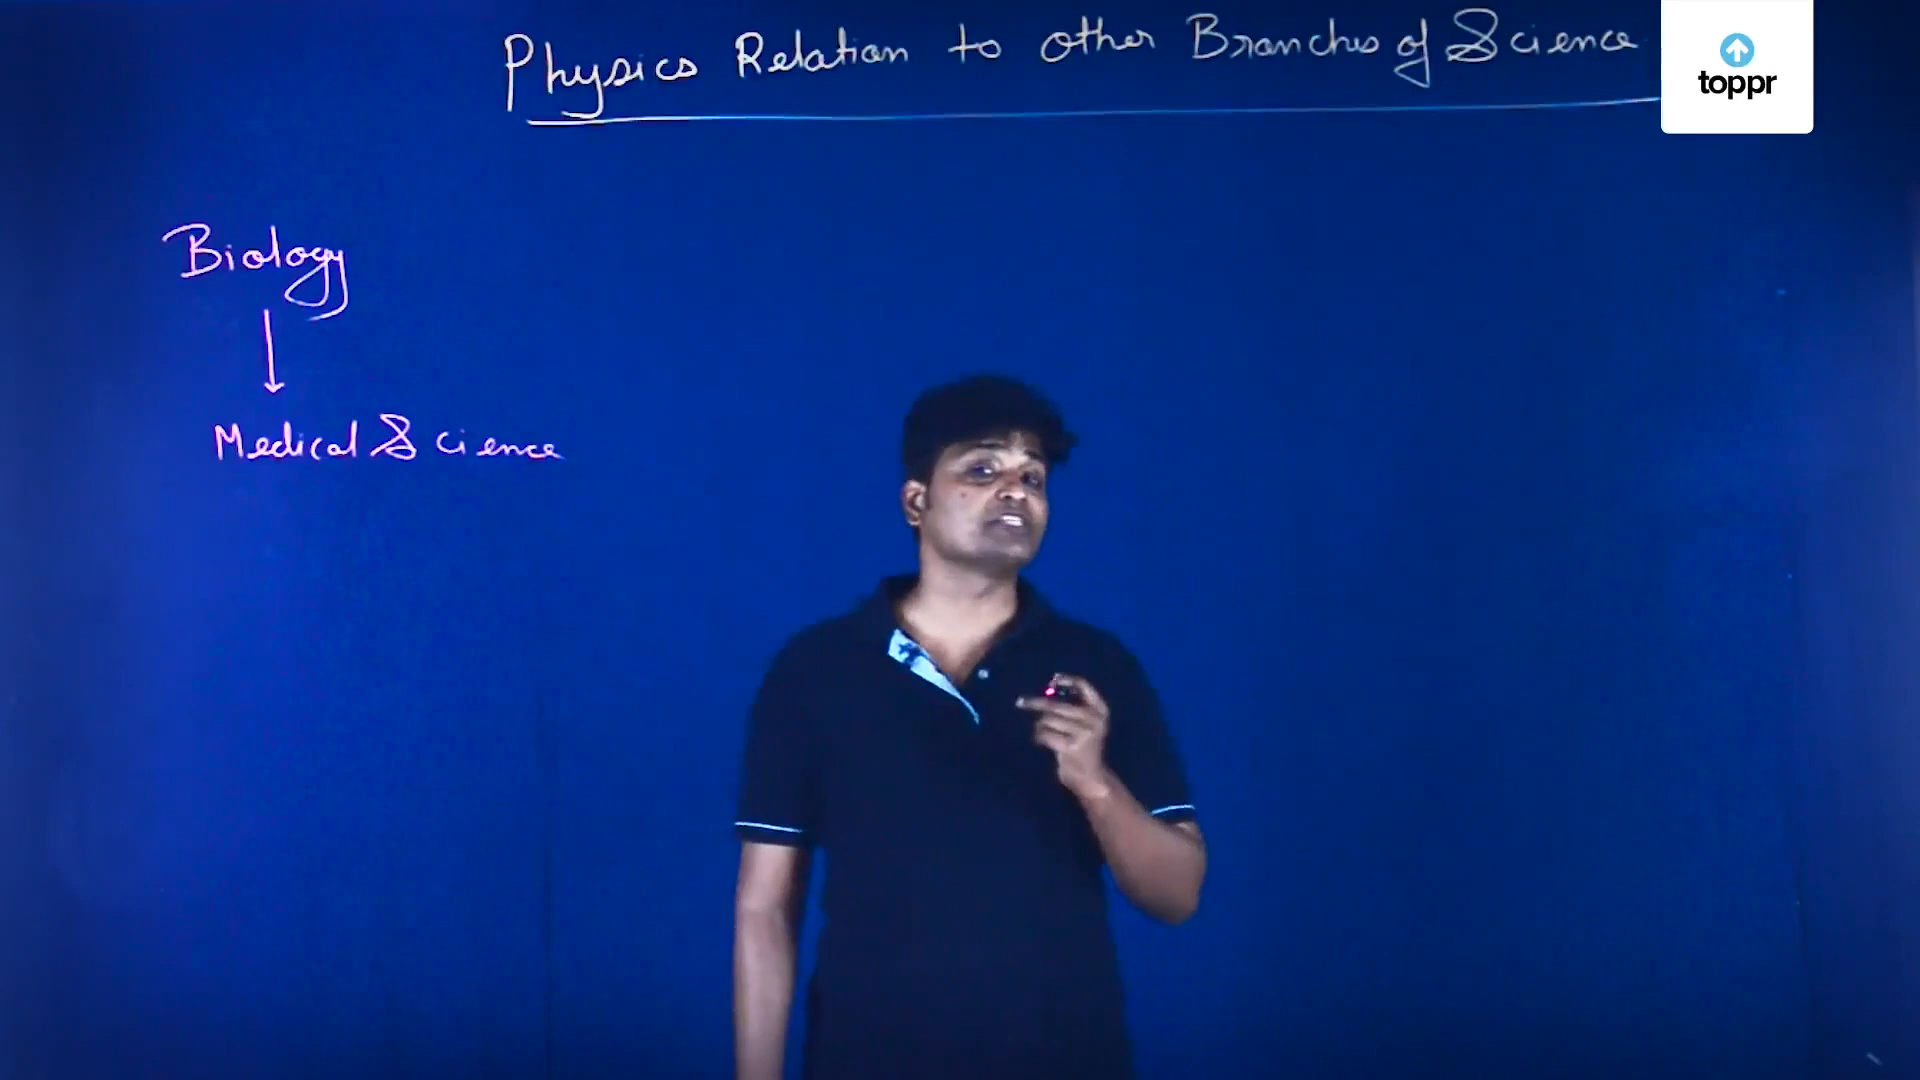 Physics Relation to other Branches of Science
toppr
Biology
Medical Science